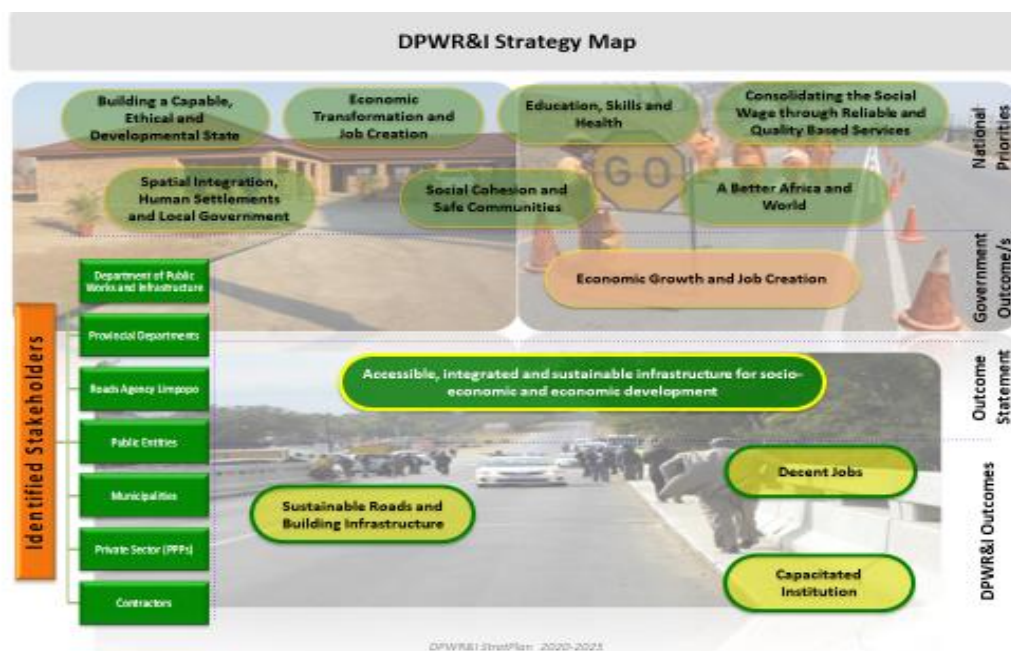 DPWR&I Strategy Map
Building a Capable,
Ethical and
Developmental State
Economic
Transformation and
Job Creation
Education, Skills and
Health
Consolidating the Social
Wage through Reliable and
Quality Based Services
National
Priorities
Spatial Integration,
Human Settlements
and Local Government
Social Cohesion and
Safe Communities
A Better Africa and
World
GO
Economic Growth and Job Creation
Government
Outcome/s
Identified Stakeholders
Department of Public
Works and Infrastructure
Provincial Departments
Roads Agency Limpopo
Public Entities
Municipalities
Private Sector (PPPs)
Contractors
Accessible, integrated and sustainable infrastructure for socio-
economic and economic development
Outcome
Statement
Sustainable Roads and
Building Infrastructure
Decent Jobs
Capacitated
Institution
DPWR&I Outcomes
DPWR&I StratPlan 2020-2025